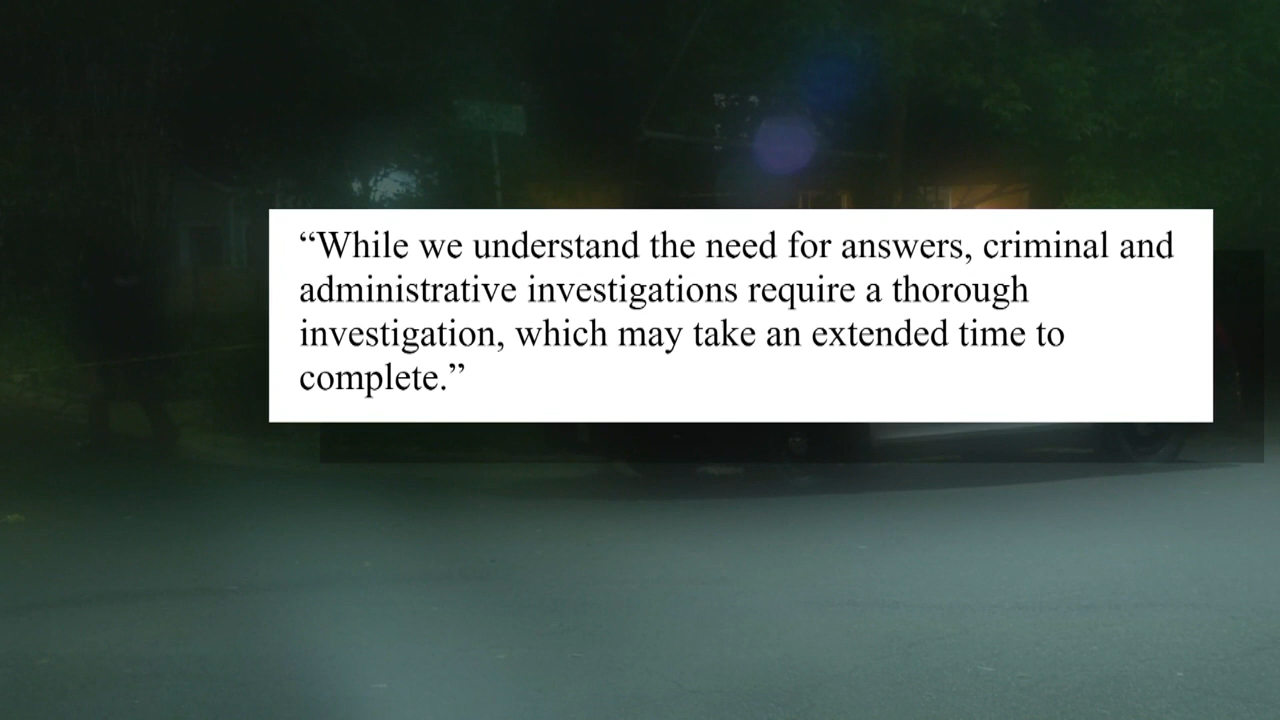 “While we understand the need for answers, criminal and
administrative investigations require a thorough
investigation, which may take an extended time to
complete.”